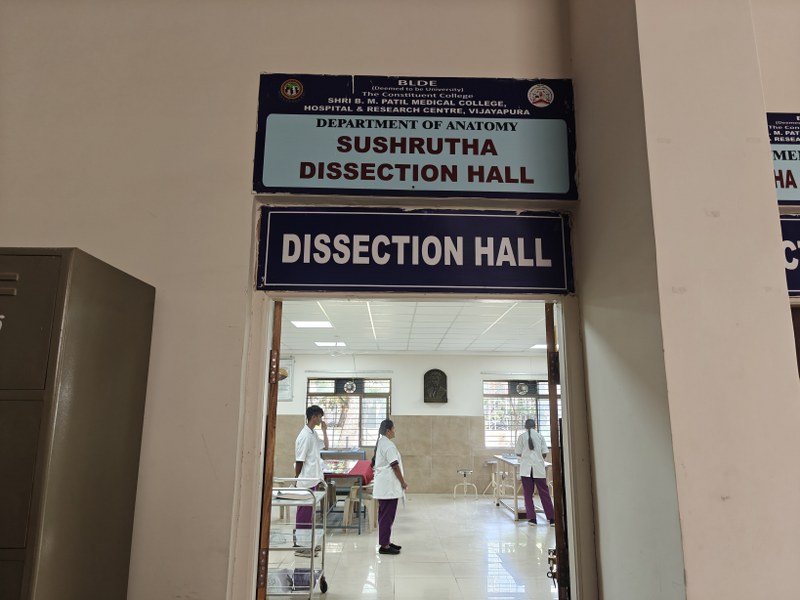 BLDE
(Deemed to be University)
The Constituent College
SHRI B. M. PATIL MEDICAL COLLEGE,
HOSPITAL & RESEARCH CENTRE, VIJAYAPURA
DEPARTMENT OF ANATOMY
SUSHRUTHA
DISSECTION HALL
DISSECTION HALL